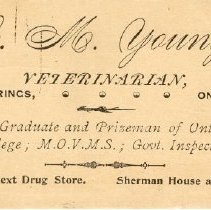 . M. Young
VETERINARIAN,
RINGS, ON
Graduate and Prizeman of Ont
lege; M.O.V.M.S.; Govt. Inspec
ext Drug Store. Sherman House a